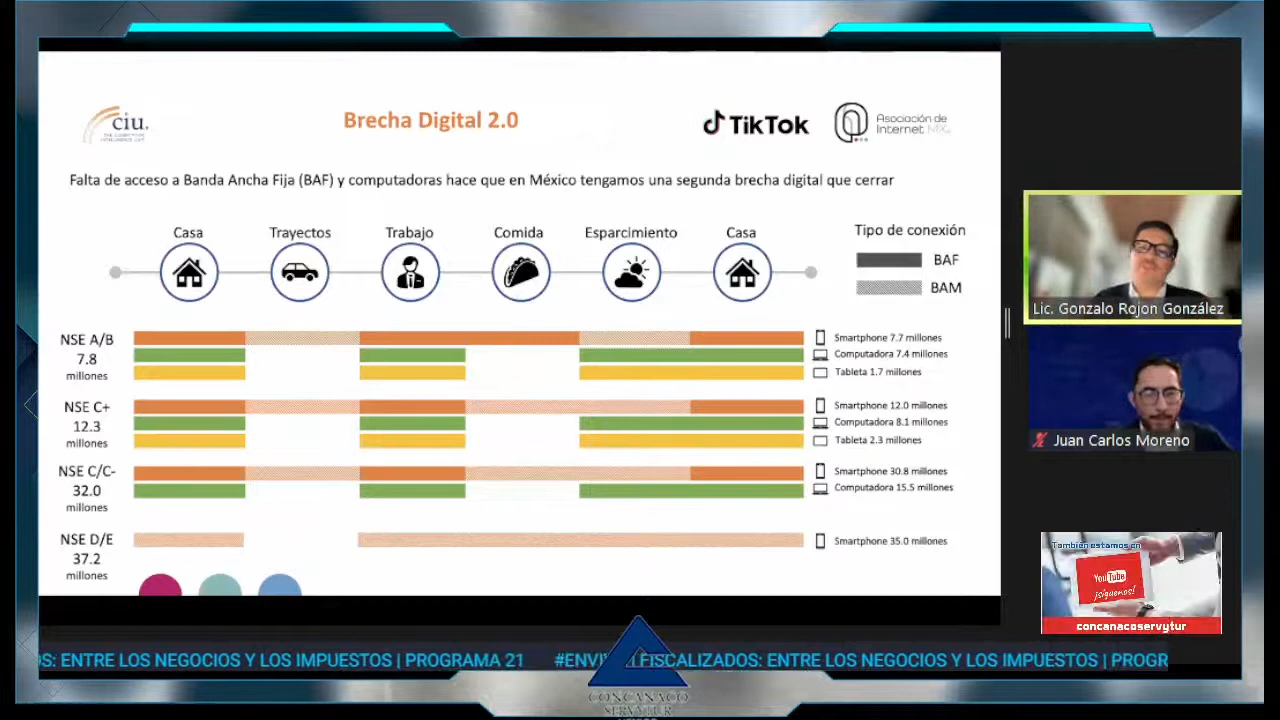 ciu.
Brecha Digital 2.0
TikTok
Asociación de
Internet MX.
Falta de acceso a Banda Ancha Fija (BAF) y computadoras hace que en México tengamos una segunda brecha digital que cerrar
Casa
Trayectos
Trabajo
Comida
Esparcimiento
Casa
Tipo de conexión
BAF
BAM
NSE A/B
7.8
millones
Smartphone 7.7 millones
Computadora 7.4 millones
Tableta 1.7 millones
NSE C+
12.3
millones
Smartphone 12.0 millones
Computadora 8.1 millones
Tableta 2.3 millones
NSE C/C-
32.0
millones
Smartphone 30.8 millones
Computadora 15.5 millones
NSE D/E
37.2
millones
Smartphone 35.0 millones
Lic. Gonzalo Rojon González
Juan Carlos Moreno
También estamos en
YouTube
¡síguenos!
concanacoservytur
OS: ENTRE LOS NEGOCIOS Y LOS IMPUESTOS | PROGRAMA 21 #ENVI FISCALIZADOS: ENTRE LOS NEGOCIOS Y LOS IMPUESTOS | PROGR
CONCANACO
SERVYTUR